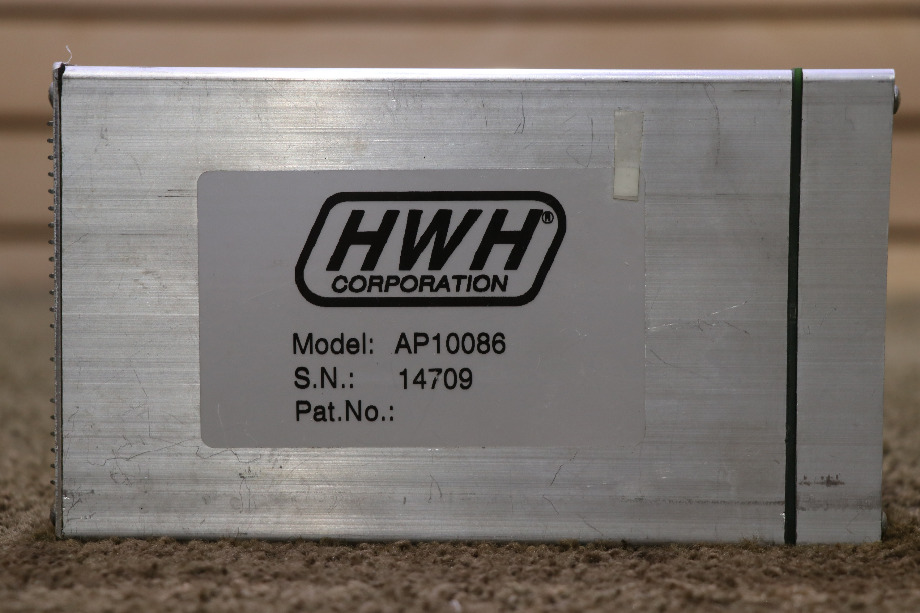 HWH®
CORPORATION
Model: AP10086
S.N.: 14709
Pat.No.: